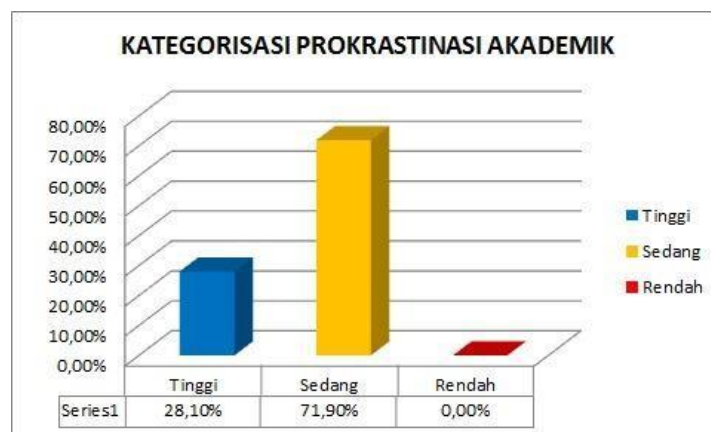 KATEGORISASI PROKRASTINASI AKADEMIK
80,00%
70,00%
60,00%
50,00%
40,00%
30,00%
20,00%
10,00%
0,00%
Tinggi
Sedang
Rendah
Tinggi Sedang Rendah
Series1 28,10% 71,90% 0,00%